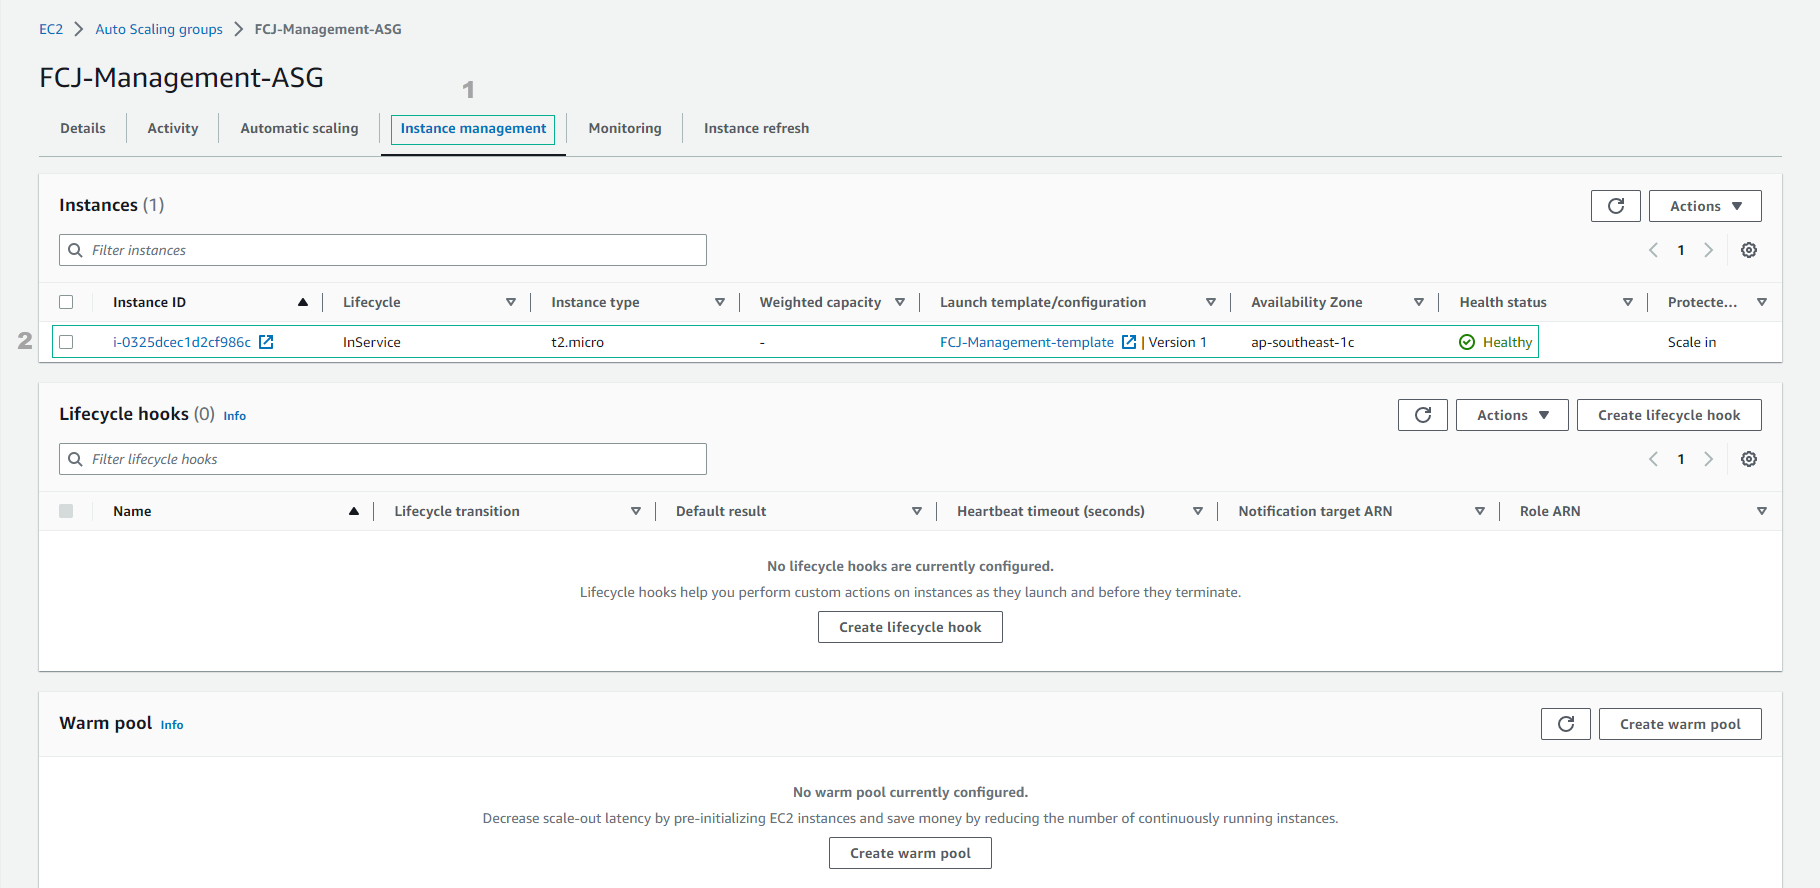 EC2 > Auto Scaling groups > FCJ-Management-ASG
FCJ-Management-ASG
1
Details Activity Automatic scaling Instance management Monitoring Instance refresh
Instances (1) Actions
Filter instances 1
Instance ID Lifecycle Instance type Weighted capacity Launch template/configuration Availability Zone Health status Protecte...
2 i-0325dcec1d2cf986c InService t2.micro - FCJ-Management-template | Version 1 ap-southeast-1c Healthy Scale in
Lifecycle hooks (0) Info Actions Create lifecycle hook
Filter lifecycle hooks 1
Name Lifecycle transition Default result Heartbeat timeout (seconds) Notification target ARN Role ARN
No lifecycle hooks are currently configured.
Lifecycle hooks help you perform custom actions on instances as they launch and before they terminate.
Create lifecycle hook
Warm pool Info Create warm pool
No warm pool currently configured.
Decrease scale-out latency by pre-initializing EC2 instances and save money by reducing the number of continuously running instances.
Create warm pool